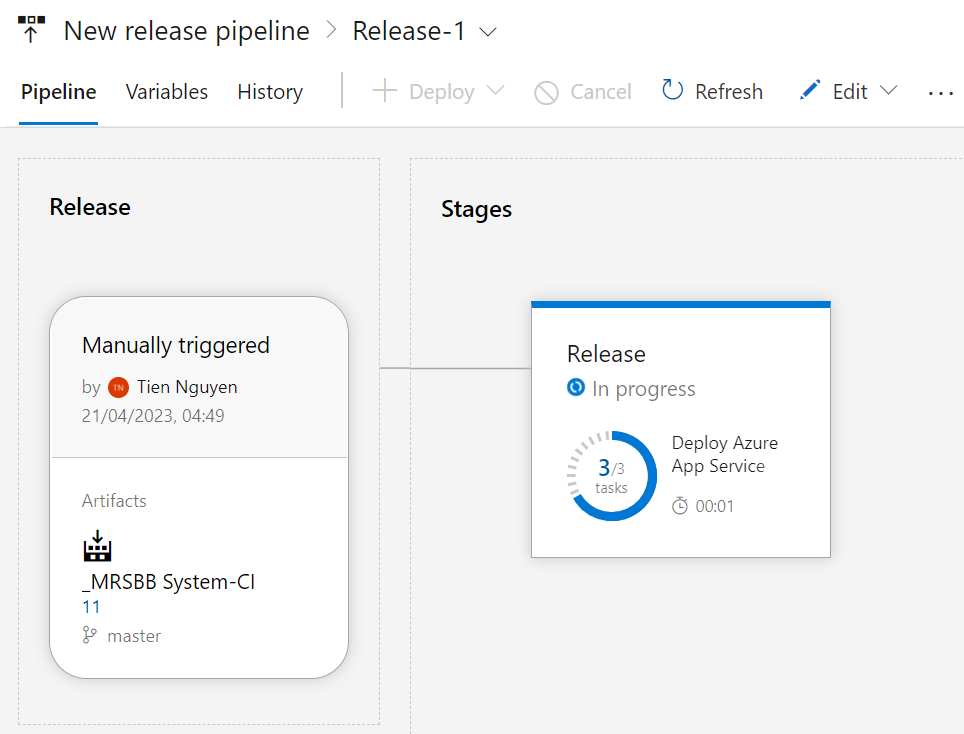 New release pipeline > Release-1
Pipeline Variables History Deploy Cancel Refresh Edit ...
Release
Manually triggered
by TN Tien Nguyen
21/04/2023, 04:49
Artifacts
_MRSBB System-CI
11
master
Stages
Release
In progress
3/3
tasks
Deploy Azure
App Service
00:01